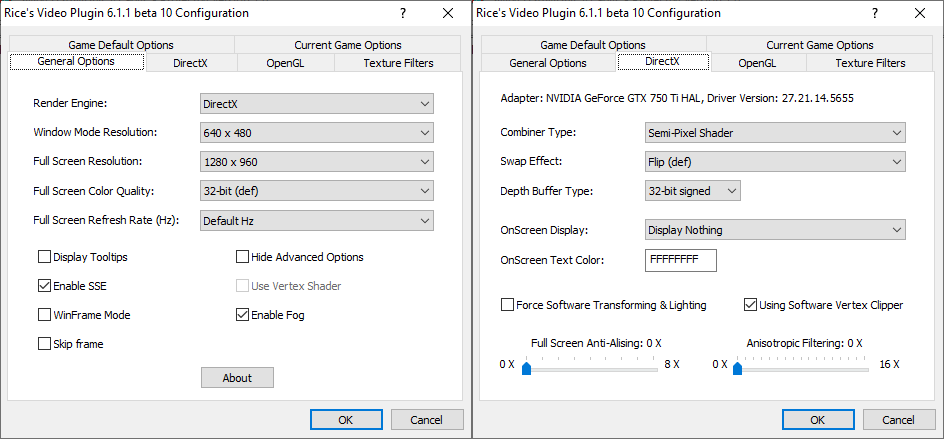 Rice's Video Plugin 6.1.1 beta 10 Configuration
Game Default Options
Current Game Options
General Options
DirectX
OpenGL
Texture Filters
Render Engine:
DirectX
Window Mode Resolution:
640 x 480
Full Screen Resolution:
1280 x 960
Full Screen Color Quality:
32-bit (def)
Full Screen Refresh Rate (Hz):
Default Hz
Display Tooltips
Hide Advanced Options
Enable SSE
Use Vertex Shader
WinFrame Mode
Enable Fog
Skip frame
About
OK
Cancel
Rice's Video Plugin 6.1.1 beta 10 Configuration
Game Default Options
Current Game Options
General Options
DirectX
OpenGL
Texture Filters
Adapter: NVIDIA GeForce GTX 750 Ti HAL, Driver Version: 27.21.14.5655
Combiner Type:
Semi-Pixel Shader
Swap Effect:
Flip (def)
Depth Buffer Type:
32-bit signed
OnScreen Display:
Display Nothing
OnScreen Text Color:
FFFFFFFF
Force Software Transforming & Lighting
Using Software Vertex Clipper
Full Screen Anti-Alising: 0 X
Anisotropic Filtering: 0 X
0 X
8 X
0 X
16 X
OK
Cancel